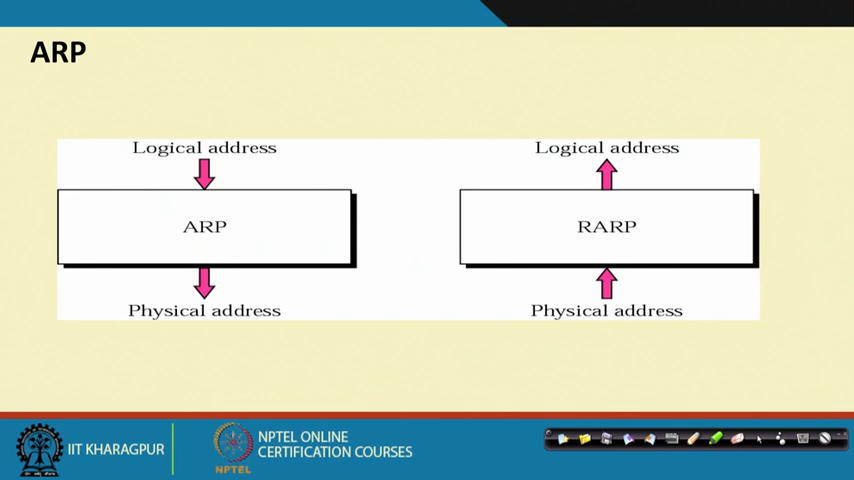 ARP
Logical address
ARP
Physical address
Logical address
RARP
Physical address
IIT KHARAGPUR
NPTEL
NPTEL ONLINE
CERTIFICATION COURSES